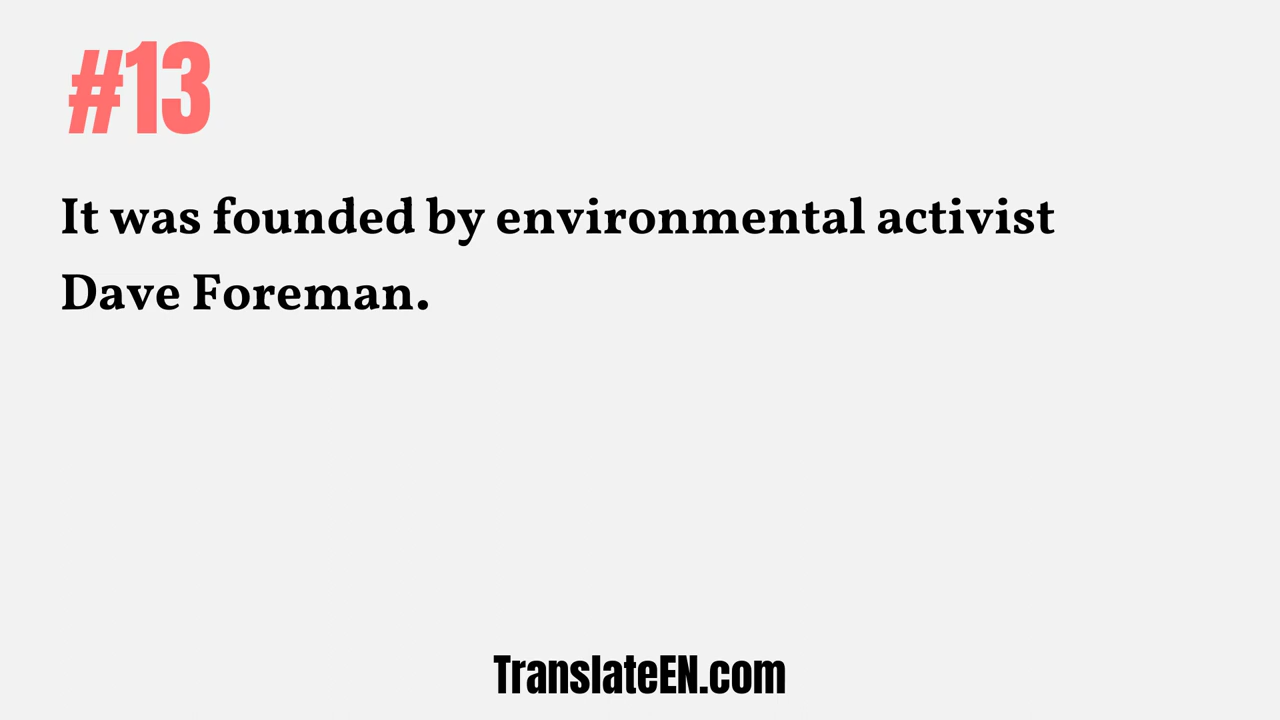 #13
It was founded by environmental activist
Dave Foreman.
TranslateEN.com